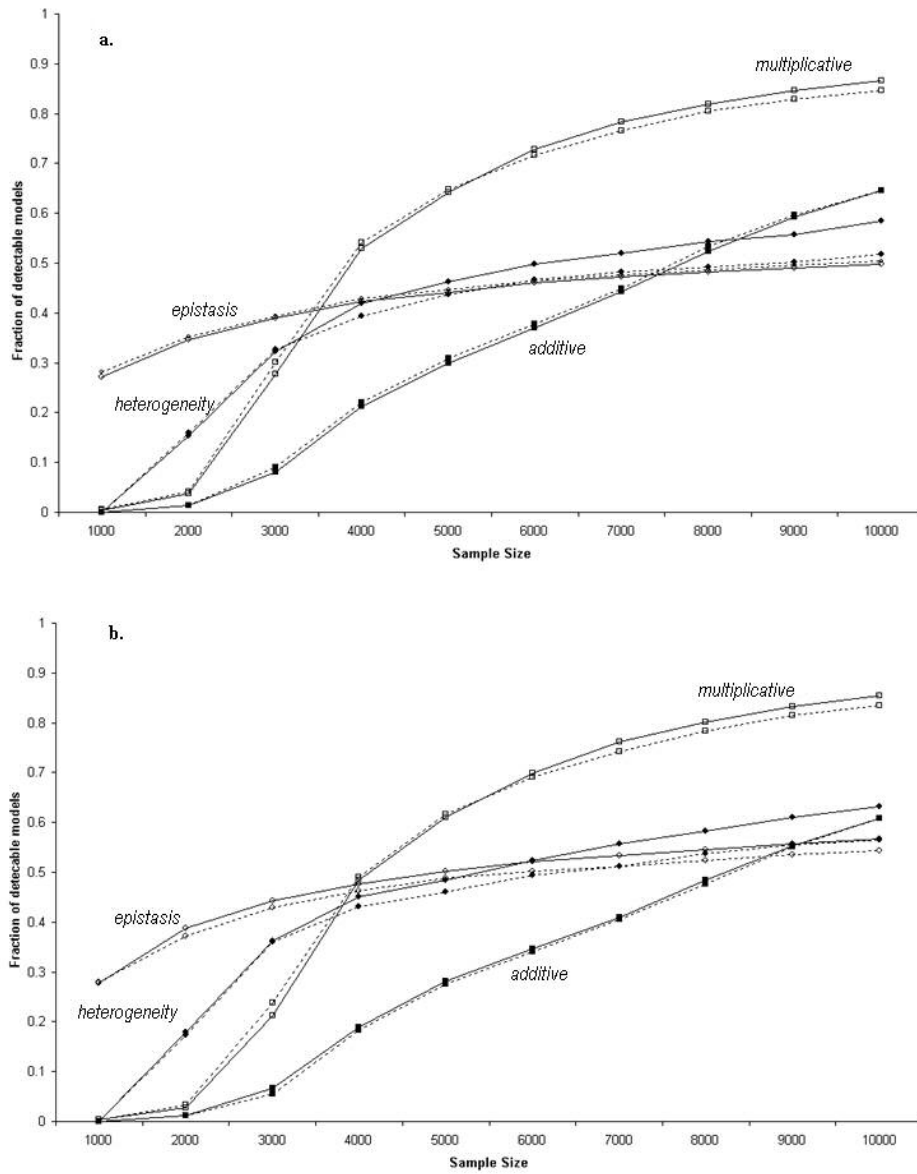 a.
1
0.9
0.8
0.7
0.6
0.5
0.4
0.3
0.2
0.1
0
Fraction of detectable models
multiplicative
epistasis
additive
heterogeneity
1000 2000 3000 4000 5000 6000 7000 8000 9000 10000
Sample Size
b.
1
0.9
0.8
0.7
0.6
0.5
0.4
0.3
0.2
0.1
0
Fraction of detecable models
multiplicative
epistasis
additive
heterogeneity
1000 2000 3000 4000 5000 6000 7000 8000 9000 10000
Sample Size